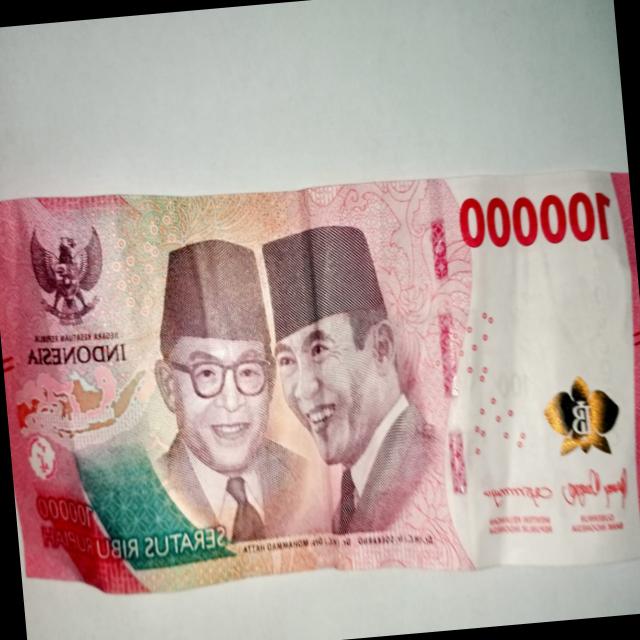 100000
NEGARA KESATUAN REPUBLIK
INDONESIA
100000
RUPIAH
SERATUS RIBU
DR. H.C. IR. SOEKARNO DR. H.C. DRS. MOHAMMAD HATTA
GUBERNUR
BANK INDONESIA
MENTERI KEUANGAN
REPUBLIK INDONESIA